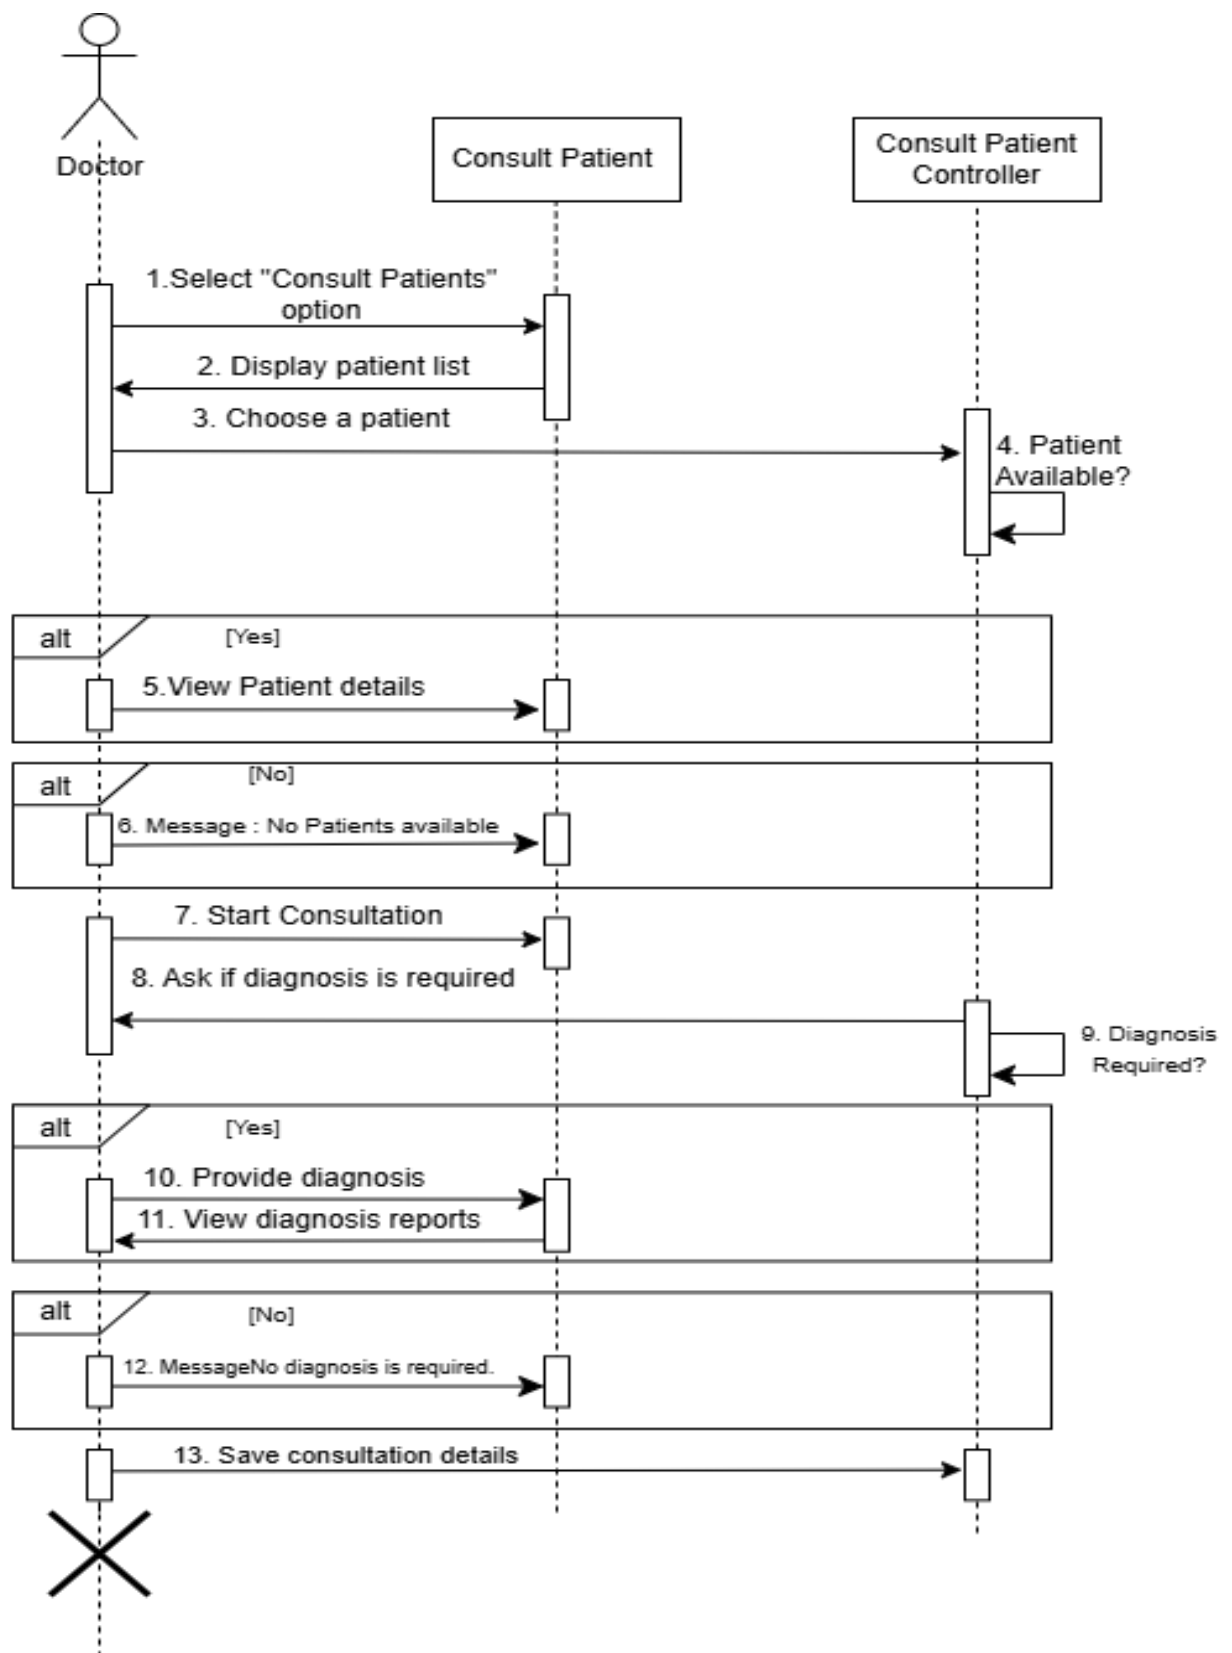 Doctor
Consult Patient
Consult Patient
Controller
1.Select "Consult Patients"
option
2. Display patient list
3. Choose a patient
4. Patient
Available?
alt
[Yes]
5.View Patient details
alt
[No]
6. Message : No Patients available
7. Start Consultation
8. Ask if diagnosis is required
9. Diagnosis
Required?
alt
[Yes]
10. Provide diagnosis
11. View diagnosis reports
alt
[No]
12. MessageNo diagnosis is required.
13. Save consultation details